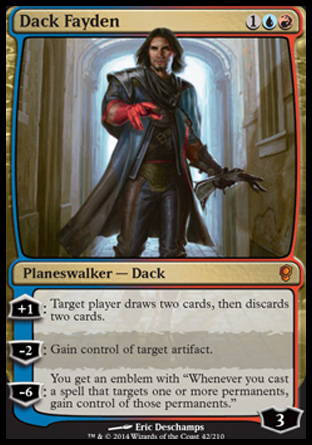 Dack Fayden 1
Planeswalker — Dack
+1: Target player draws two cards, then discards
two cards.
-2: Gain control of target artifact.
-6: You get an emblem with “Whenever you cast
a spell that targets one or more permanents,
gain control of those permanents.”
Eric Deschamps
™ & © 2014 Wizards of the Coast 42/210
3